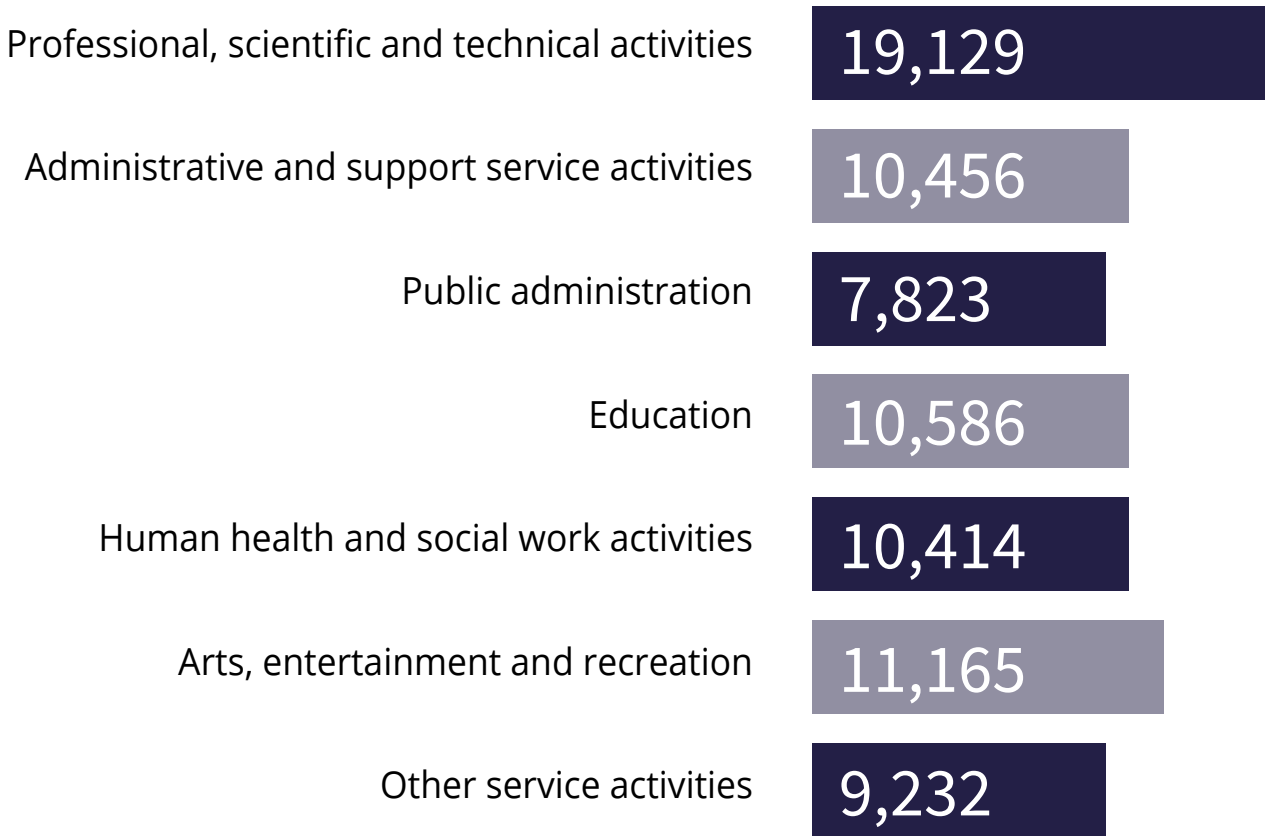 Professional, scientific and technical activities 19,129
Administrative and support service activities 10,456
Public administration 7,823
Education 10,586
Human health and social work activities 10,414
Arts, entertainment and recreation 11,165
Other service activities 9,232